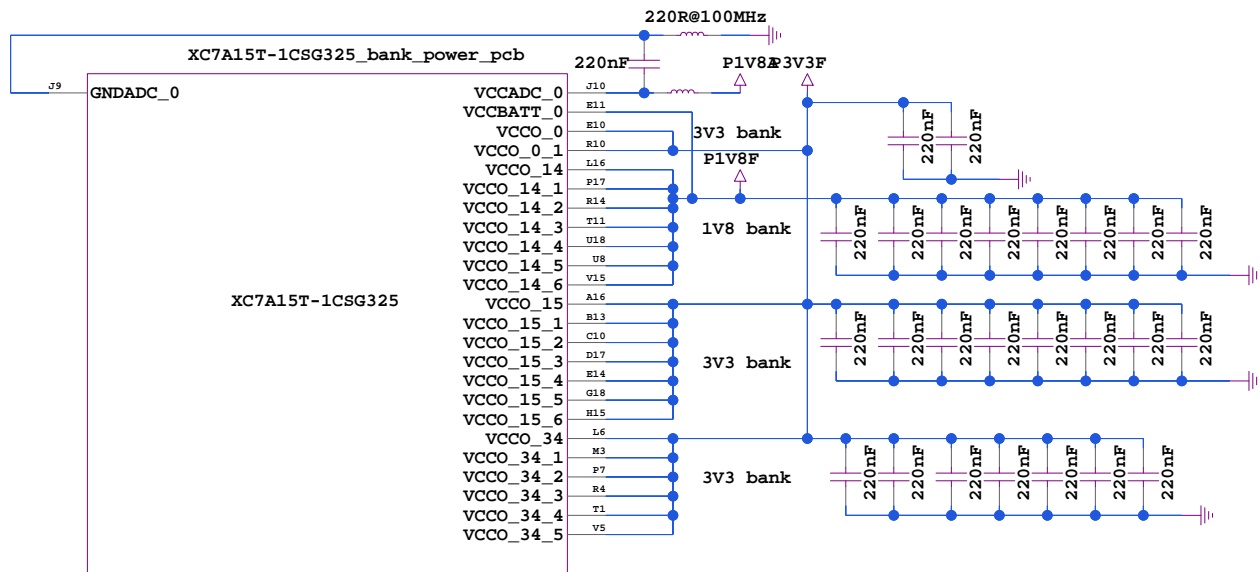 220R@100MHz
XC7A15T-1CSG325_bank_power_pcb
220nF
P1V8A
P3V3F
J9
GNDADC_0
VCCADC_0
J10
VCCBATT_0
E11
VCCO_0
E10
3V3 bank
220nF
220nF
VCCO_0_1
R10
VCCO_14
L16
P1V8F
VCCO_14_1
P17
VCCO_14_2
R14
VCCO_14_3
T11
1V8 bank
220nF
220nF
220nF
220nF
220nF
220nF
220nF
220nF
VCCO_14_4
U18
VCCO_14_5
U8
VCCO_14_6
V15
XC7A15T-1CSG325
VCCO_15
A16
VCCO_15_1
B13
VCCO_15_2
C10
220nF
220nF
220nF
220nF
220nF
220nF
220nF
220nF
VCCO_15_3
D17
3V3 bank
VCCO_15_4
E14
VCCO_15_5
G18
VCCO_15_6
H15
VCCO_34
L6
VCCO_34_1
M3
VCCO_34_2
P7
3V3 bank
220nF
220nF
220nF
220nF
220nF
220nF
220nF
VCCO_34_3
R4
VCCO_34_4
T1
VCCO_34_5
V5